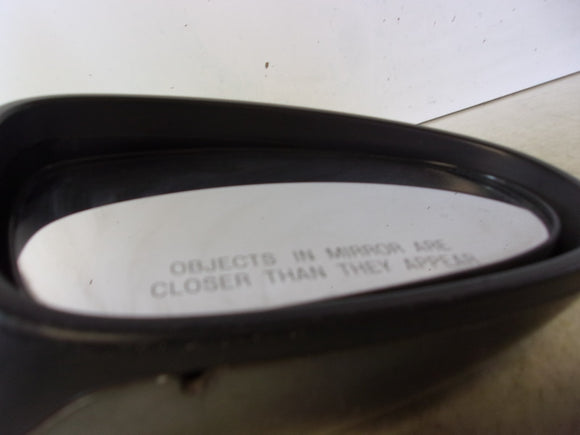 OBJECTS IN MIRROR ARE
CLOSER THAN THEY APPEAR